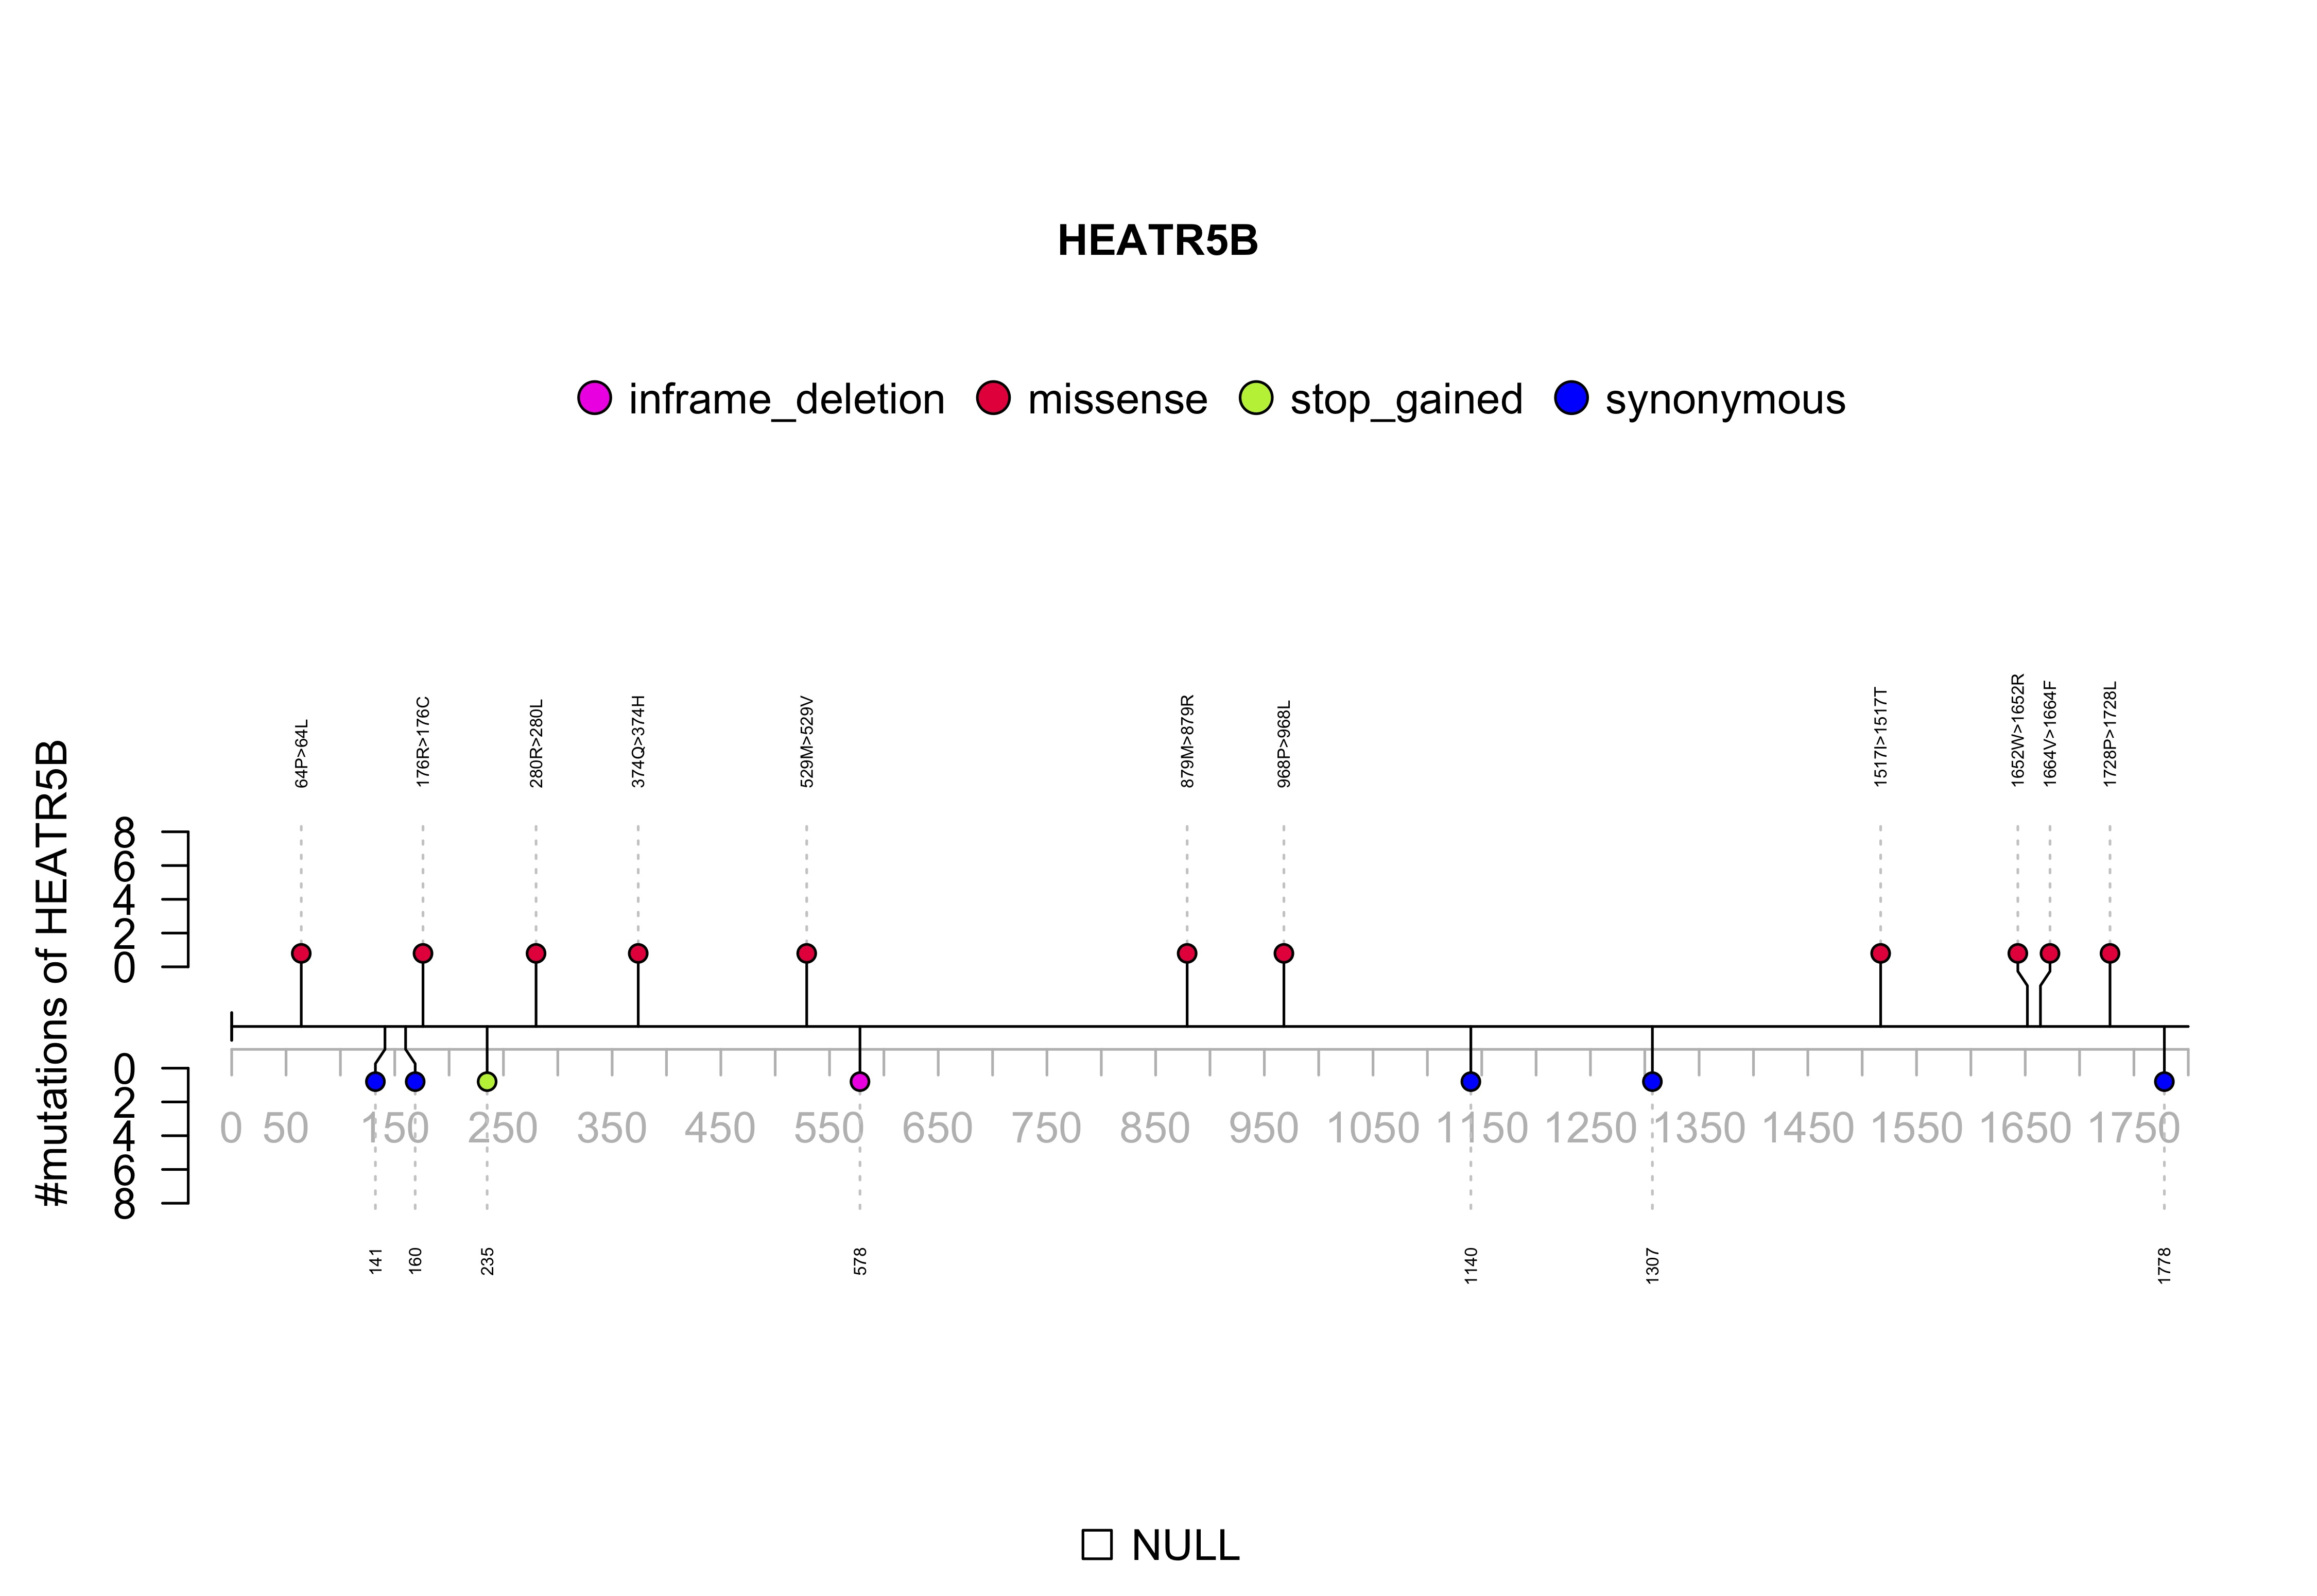 HEATR5B
inframe_deletion missense stop_gained synonymous
64P>64L
176R>176C
280R>280L
374Q>374H
529M>529V
879M>879R
968P>968L
1517I>1517T
1652W>1652R
1664V>1664F
1728P>1728L
#mutations of HEATR5B
8
6
4
2
0
0
2
4
6
8
0 50 150 250 350 450 550 650 750 850 950 1050 1150 1250 1350 1450 1550 1650 1750
141
160
235
578
1140
1307
1778
NULL